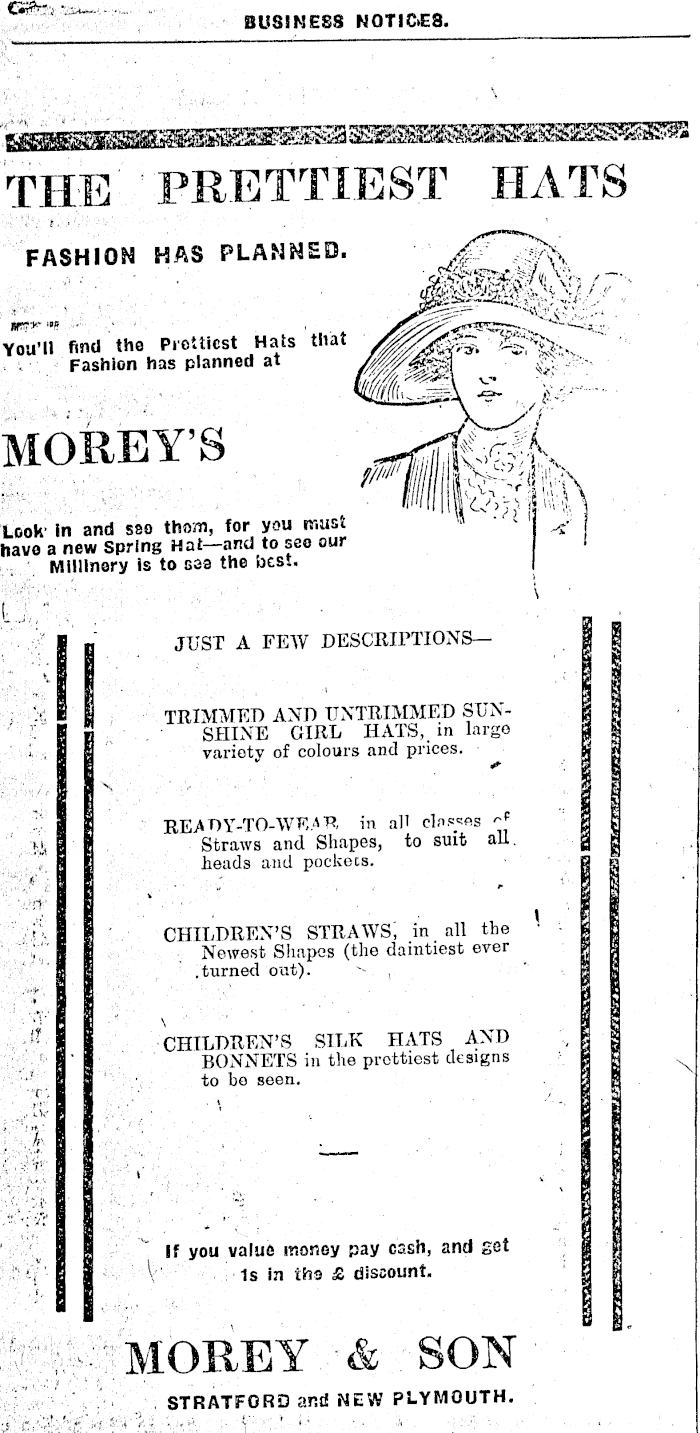 BUSINESS NOTICES.
THE PRETTIEST HATS
FASHION HAS PLANNED.
You'll find the Prettiest Hats that
Fashion has planned at
MOREY'S
Look in and see them, for you must
have a new Spring Hat—and to see our
Millinery is to see the best.
JUST A FEW DESCRIPTIONS—
TRIMMED AND UNTRIMMED SUN-
SHINE GIRL HATS, in large
variety of colours and prices.
READY-TO-WEAR, in all classes of
Straws and Shapes, to suit all
heads and pockets.
CHILDREN'S STRAWS, in all the
Newest Shapes (the daintiest ever
turned out).
CHILDREN'S SILK HATS AND
BONNETS in the prettiest designs
to be seen.
If you value money pay cash, and get
1s in the £ discount.
MOREY & SON
STRATFORD and NEW PLYMOUTH.